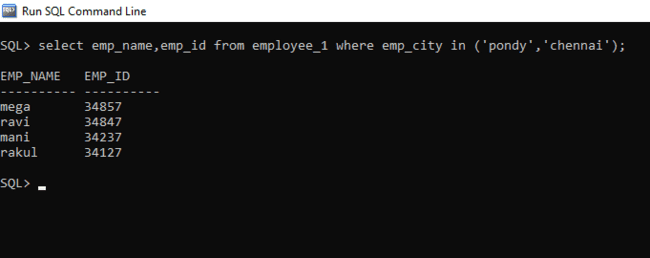 Run SQL Command Line
SQL> select emp_name,emp_id from employee_1 where emp_city in ('pondy','chennai');
EMP_NAME   EMP_ID
---------- ----------
mega       34857
ravi       34847
mani       34237
rakul      34127
SQL>